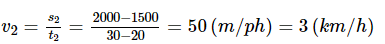 v₂ = s₂/t₂ = (2000−1500)/(30−20) = 50 (m/ph) = 3 (km/h)